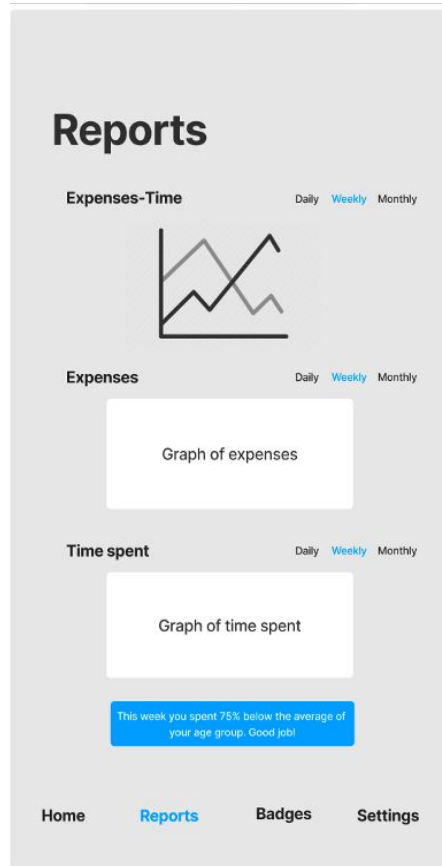 Reports
Expenses-Time Daily Weekly Monthly
Expenses Daily Weekly Monthly
Graph of expenses
Time spent Daily Weekly Monthly
Graph of time spent
This week you spent 75% below the average of
your age group. Good job!
Home Reports Badges Settings